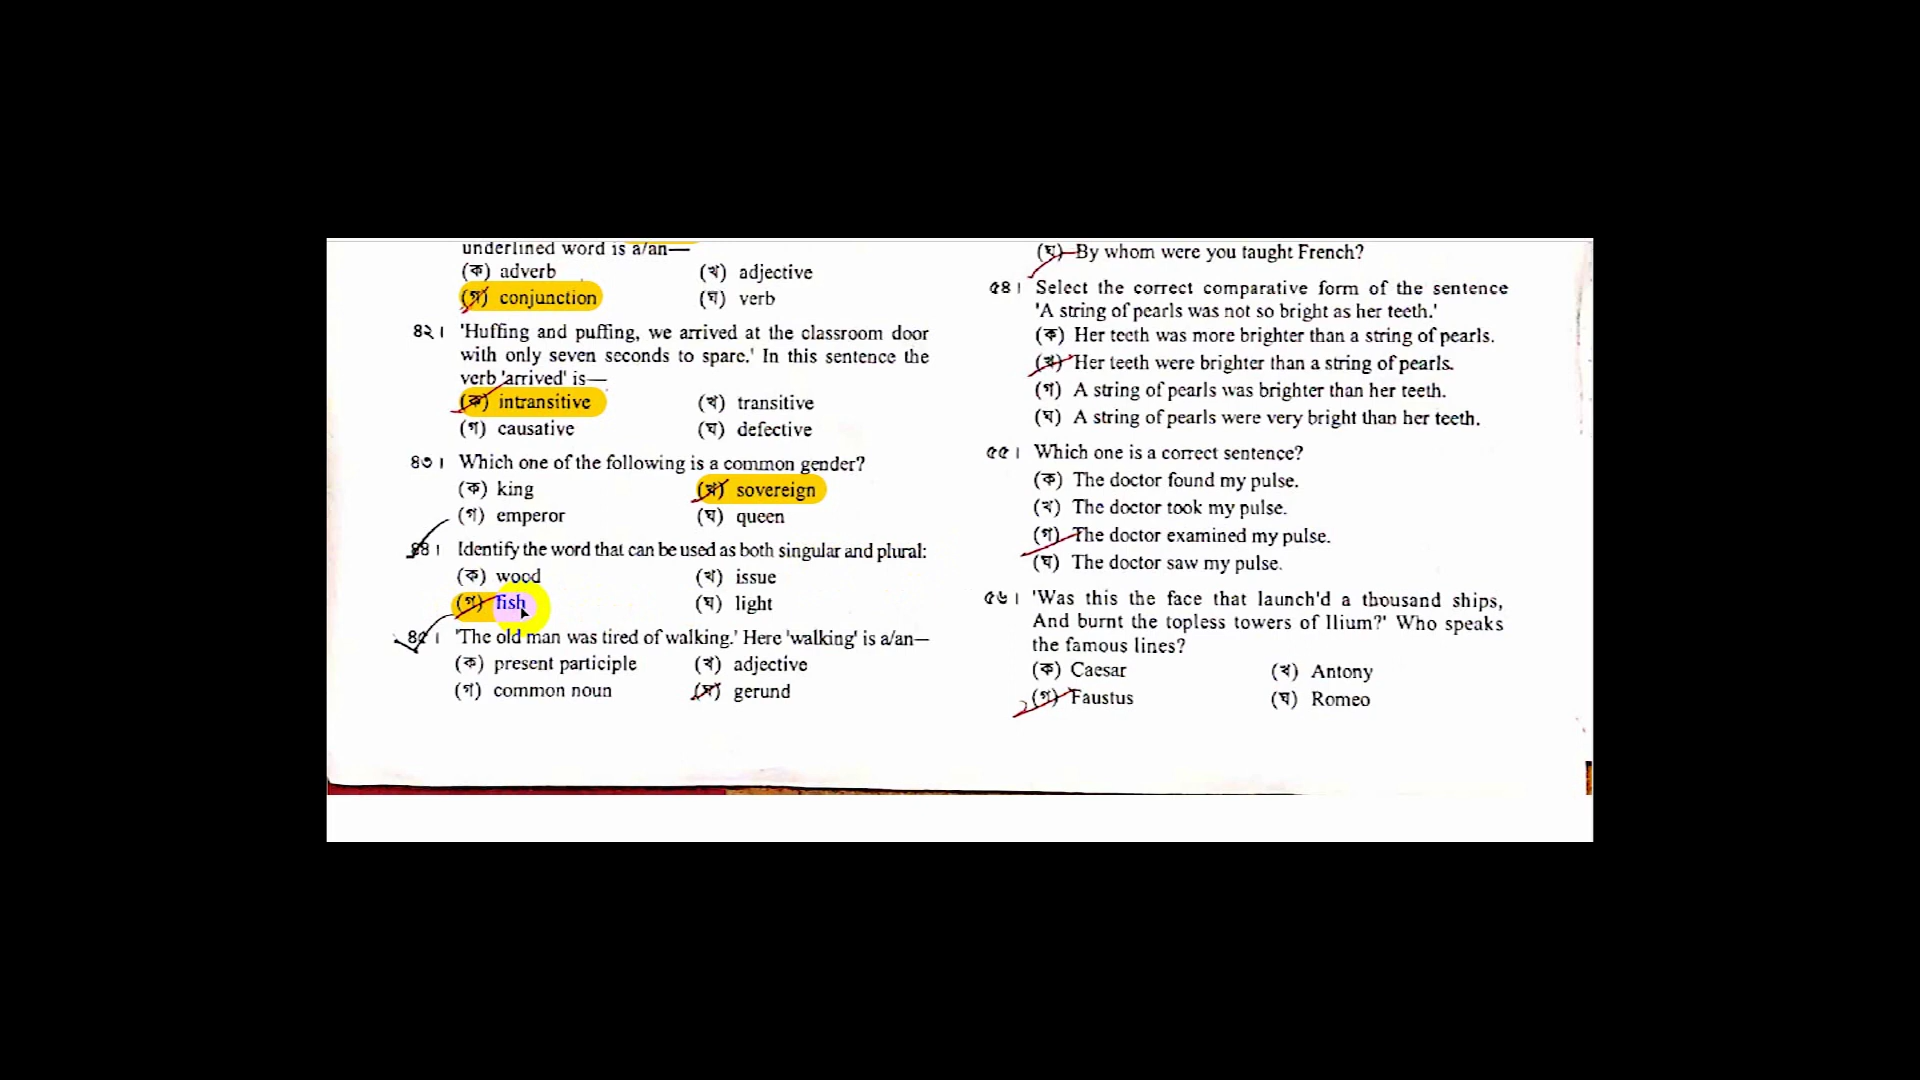 underlined word is a/an—
(ক) adverb (খ) adjective
(গ) conjunction (ঘ) verb
৪২। 'Huffing and puffing, we arrived at the classroom door
with only seven seconds to spare.' In this sentence the
verb 'arrived' is—
(ক) intransitive (খ) transitive
(গ) causative (ঘ) defective
৪৩। Which one of the following is a common gender?
(ক) king (খ) sovereign
(গ) emperor (ঘ) queen
৪৪। Identify the word that can be used as both singular and plural:
(ক) wood (খ) issue
(গ) fish (ঘ) light
৪৫। 'The old man was tired of walking.' Here 'walking' is a/an—
(ক) present participle (খ) adjective
(গ) common noun (ঘ) gerund
(ঘ) By whom were you taught French?
৫৪। Select the correct comparative form of the sentence
'A string of pearls was not so bright as her teeth.'
(ক) Her teeth was more brighter than a string of pearls.
(খ) Her teeth were brighter than a string of pearls.
(গ) A string of pearls was brighter than her teeth.
(ঘ) A string of pearls were very bright than her teeth.
৫৫। Which one is a correct sentence?
(ক) The doctor found my pulse.
(খ) The doctor took my pulse.
(গ) The doctor examined my pulse.
(ঘ) The doctor saw my pulse.
৫৬। 'Was this the face that launch'd a thousand ships,
And burnt the topless towers of Ilium?' Who speaks
the famous lines?
(ক) Caesar (খ) Antony
(গ) Faustus (ঘ) Romeo